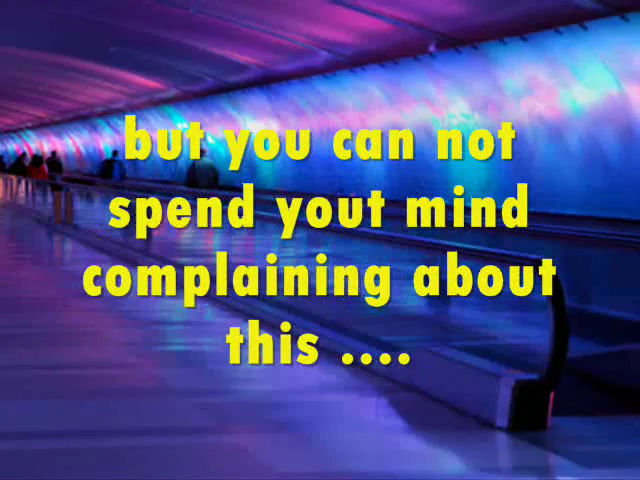 but you can not
spend yout mind
complaining about
this ....